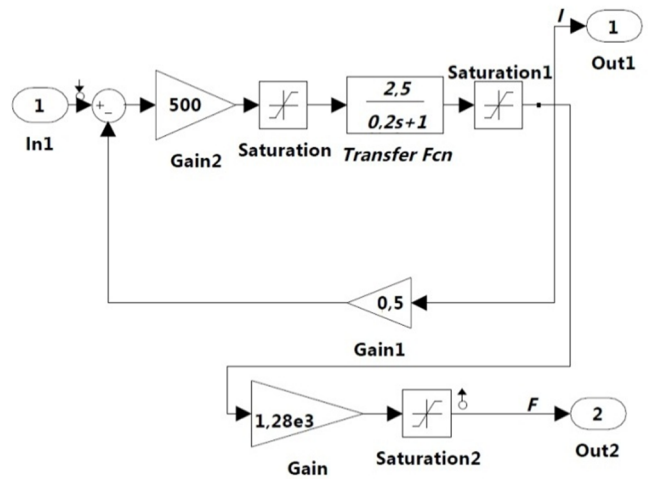 I
1
Out1
Saturation1
1
In1
+
−
500
Gain2
Saturation
2,5
0,2s+1
Transfer Fcn
0,5
Gain1
1,28e3
Gain
Saturation2
F
2
Out2